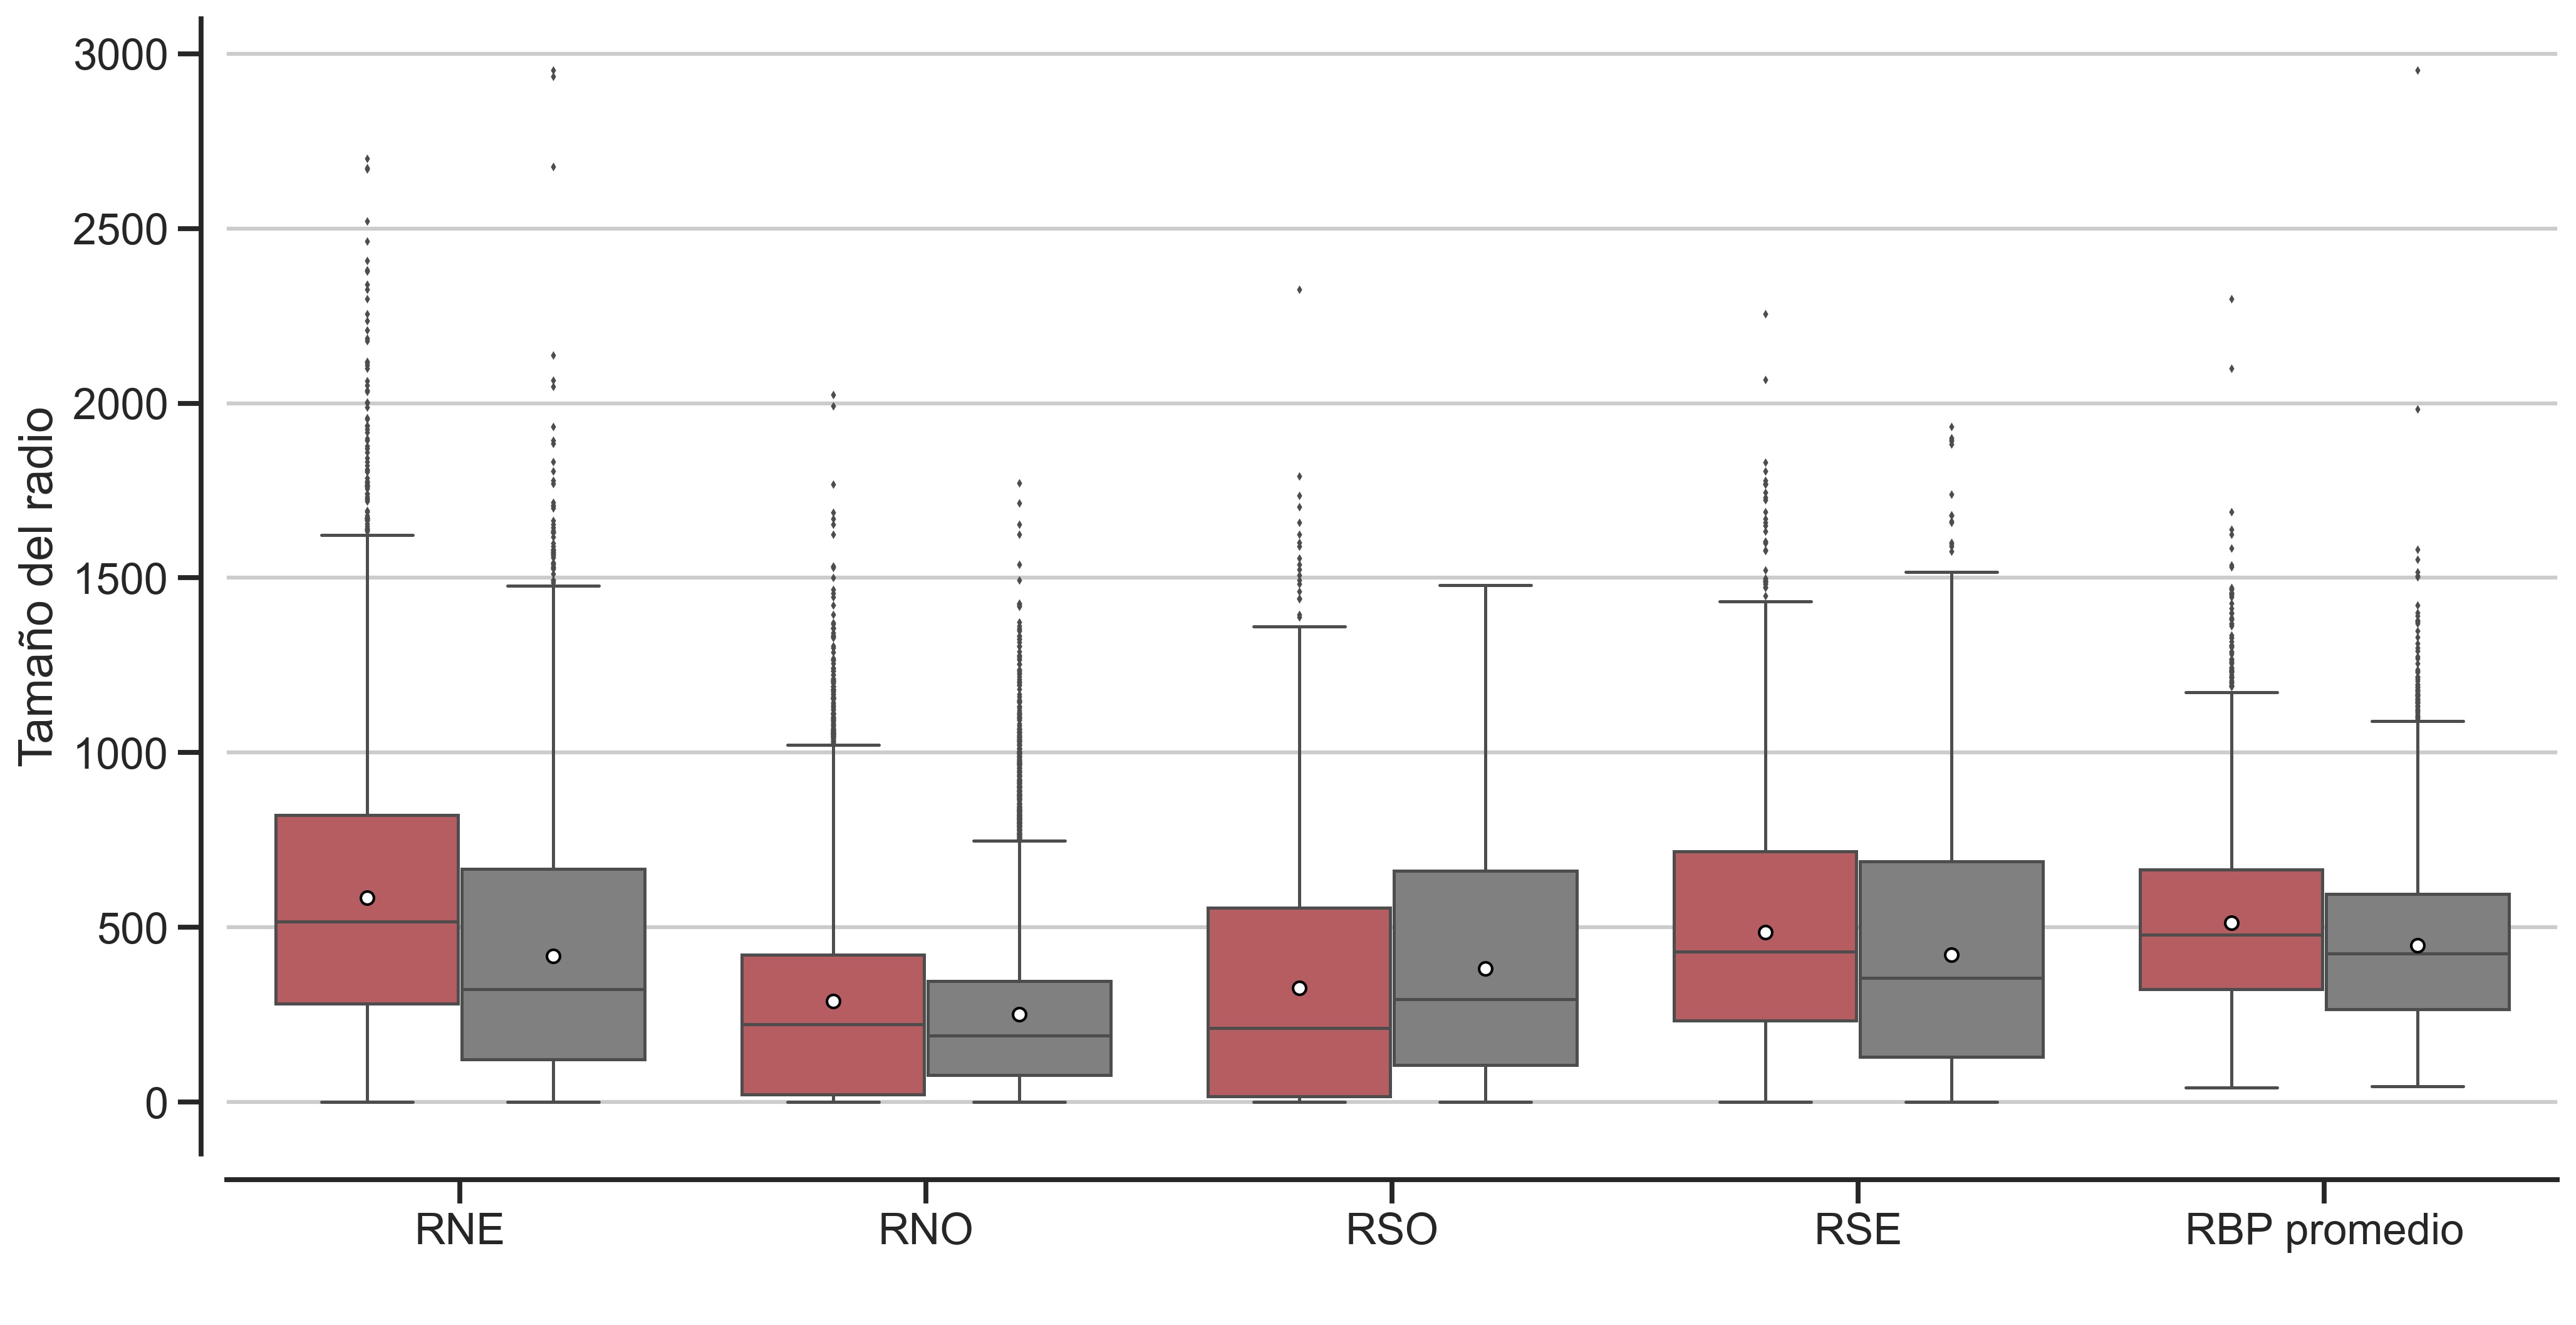 3000
2500
2000
1500
1000
500
0
Tamaño del radio
RNE
RNO
RSO
RSE
RBP promedio